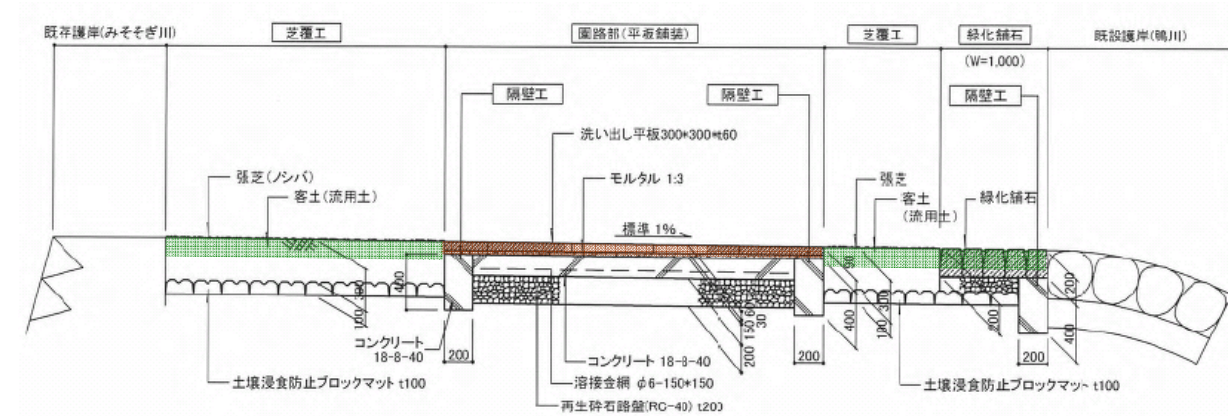 既存護岸(みそそぎ川)
芝覆工
園路部(平板舗装)
芝覆工
緑化舗石
(W=1,000)
既設護岸(鴨川)
隔壁工
隔壁工
隔壁工
洗い出し平板300*300*t60
張芝(ノシバ)
客土(流用土)
モルタル 1:3
標準 1%
張芝
客土
(流用土)
緑化舗石
400
300
100
コンクリート
18-8-40
200
土壌浸食防止ブロックマット t100
コンクリート 18-8-40
溶接金網 φ6-150*150
再生砕石路盤(RC-40) t200
60
30
150
200
200
90
300
400
100
200
200
200
400
土壌浸食防止ブロックマット t100